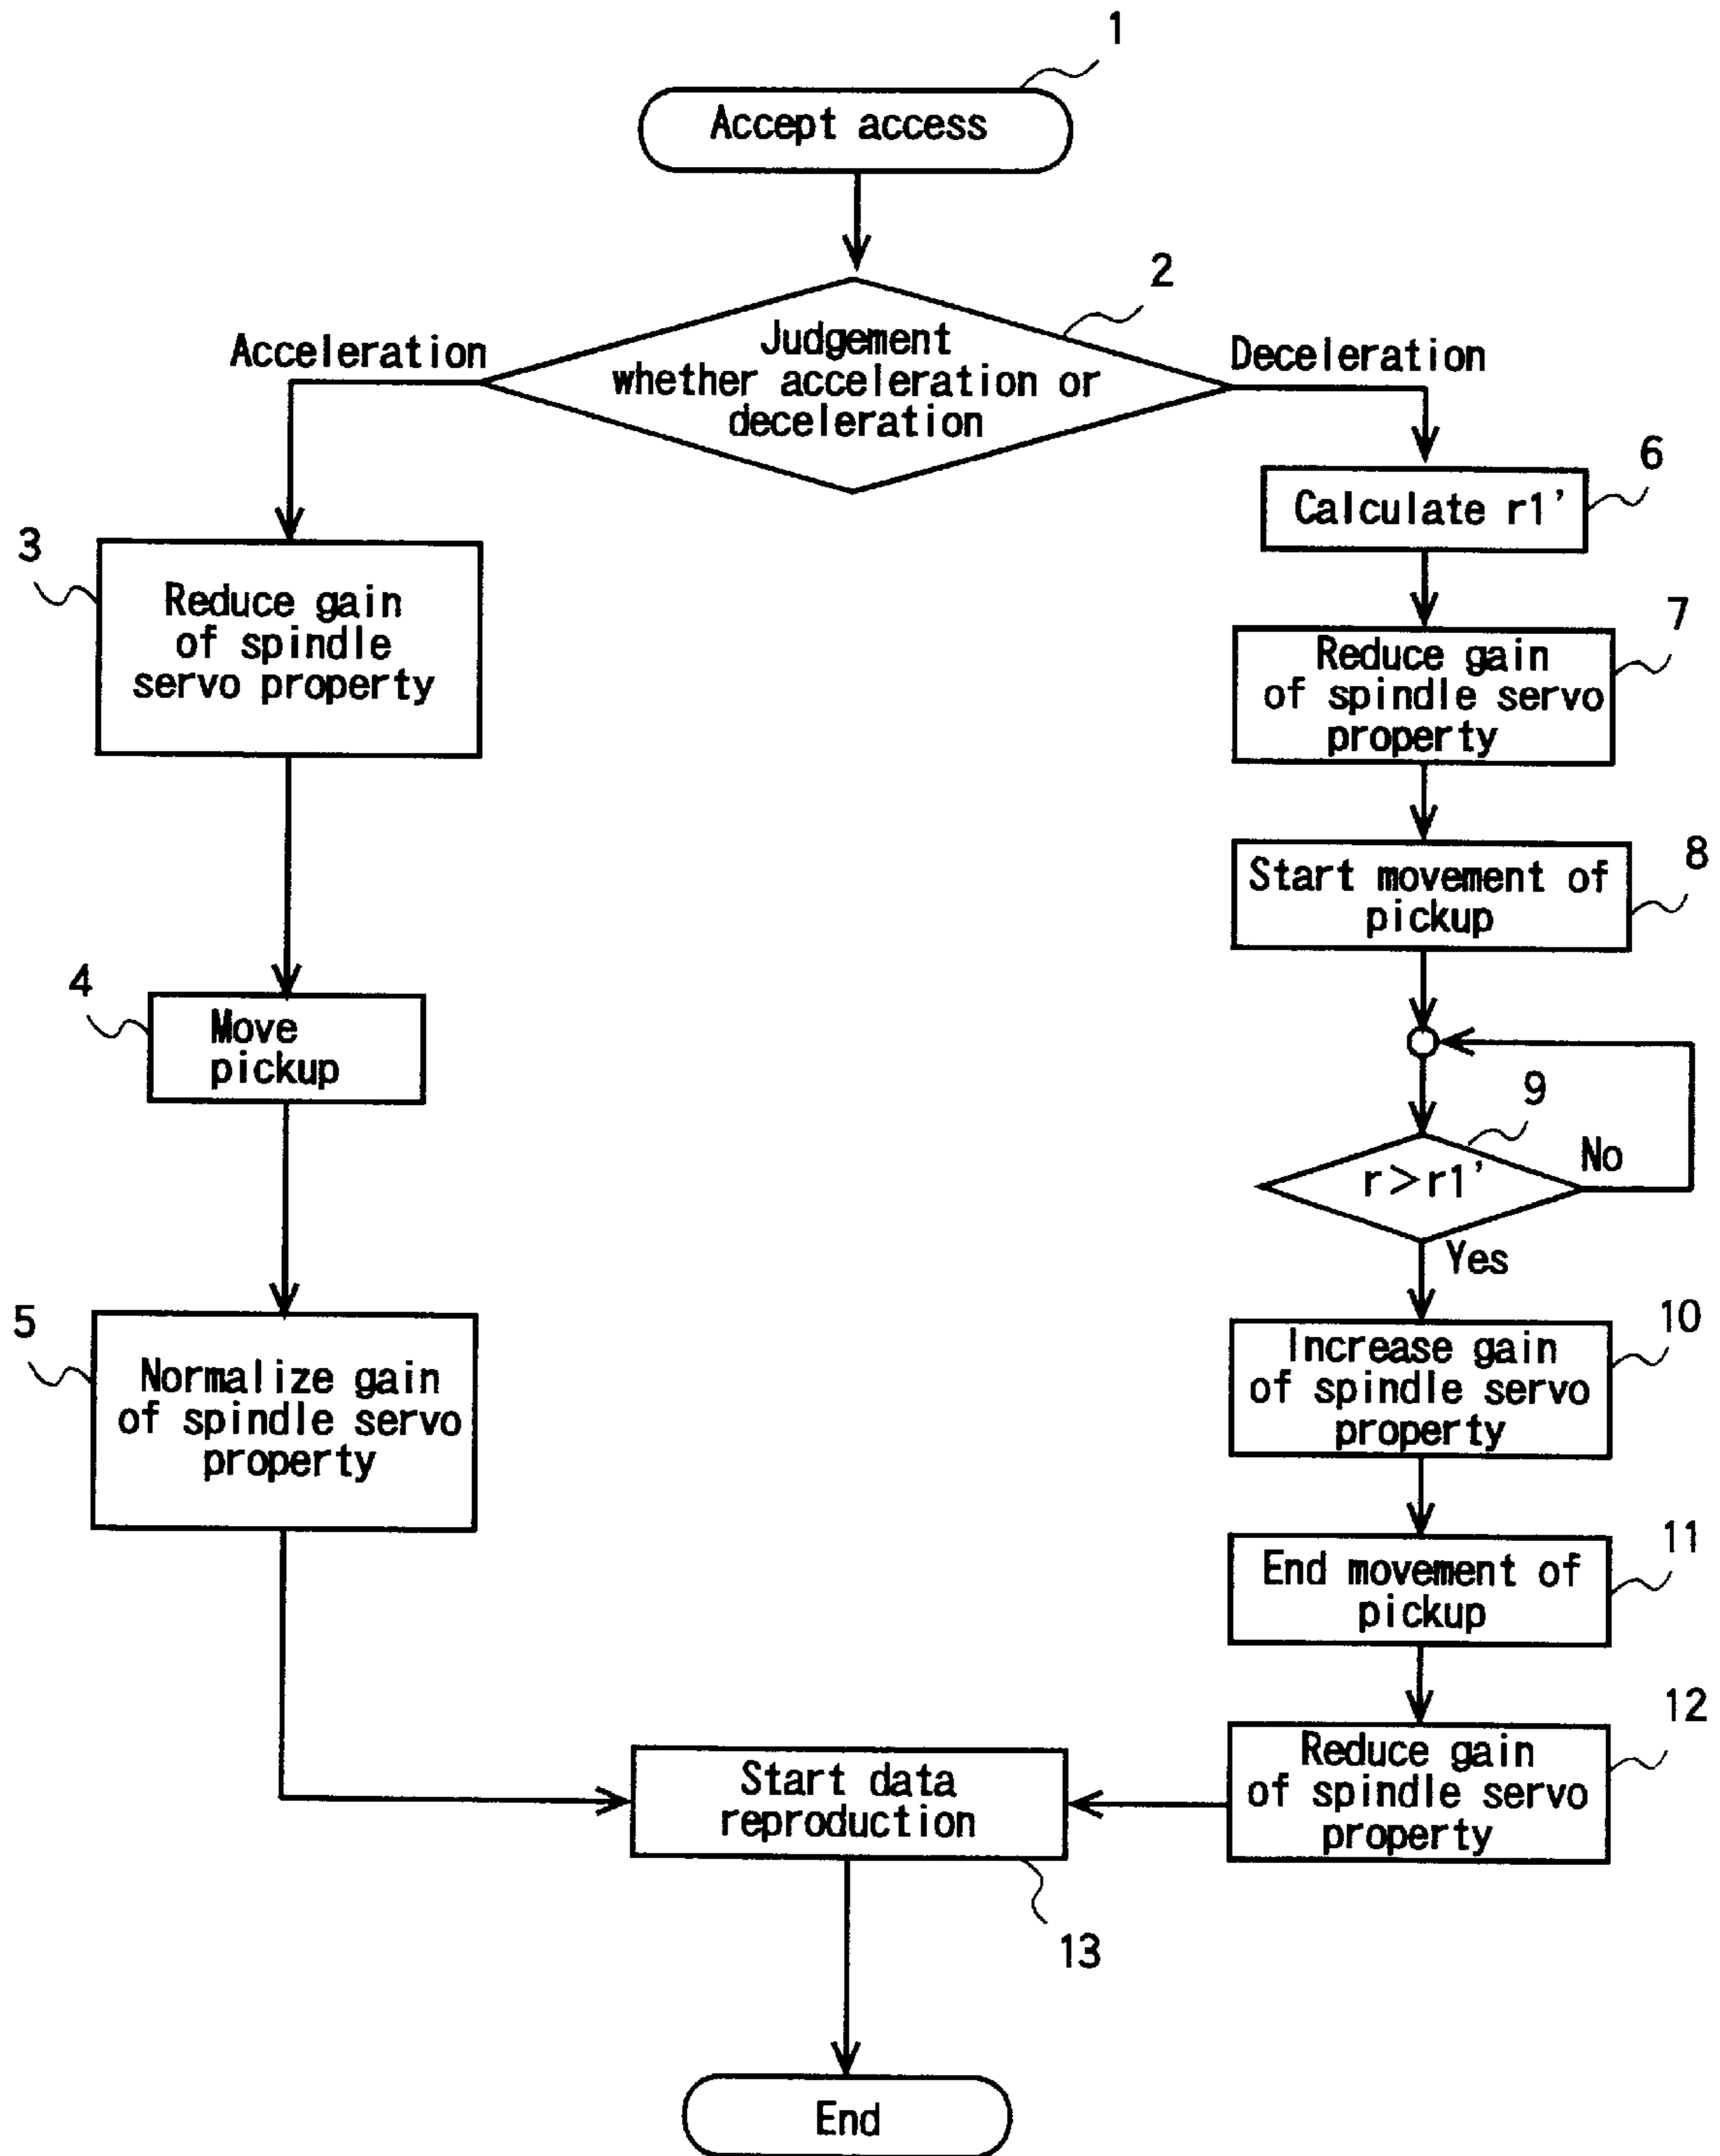 1
Accept access
2
Judgement
whether acceleration or
deceleration
Acceleration
Deceleration
3
Reduce gain
of spindle
servo property
4
Move
pickup
5
Normalize gain
of spindle servo
property
6
Calculate r1'
7
Reduce gain
of spindle servo
property
8
Start movement of
pickup
9
r>r1'
No
Yes
10
Increase gain
of spindle servo
property
11
End movement of
pickup
12
Reduce gain
of spindle servo
property
Start data
reproduction
13
End